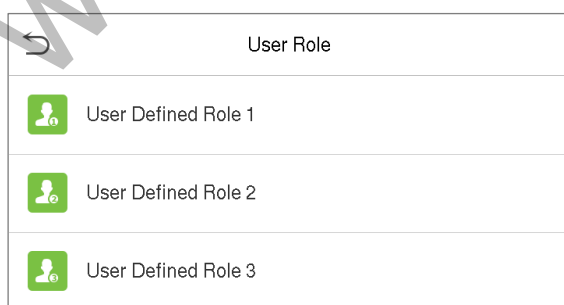 User Role
User Defined Role 1
User Defined Role 2
User Defined Role 3